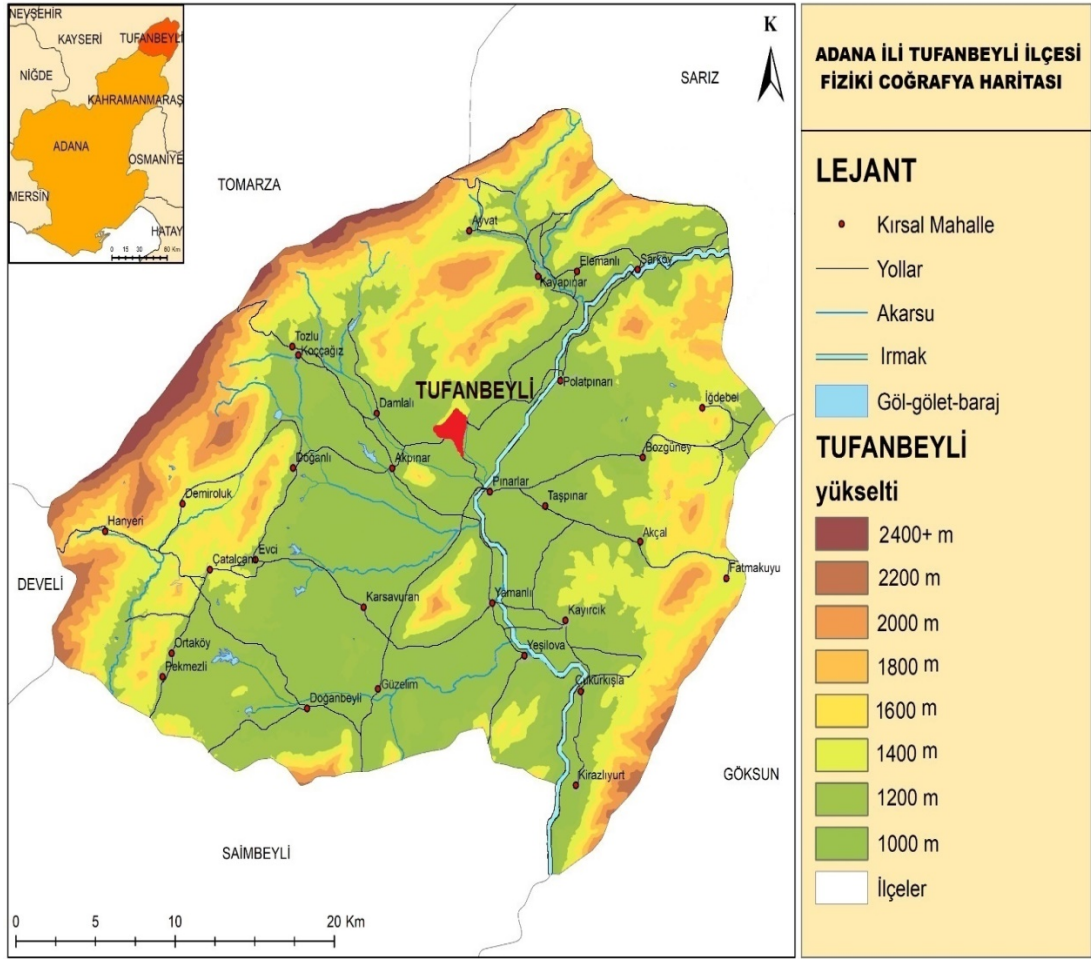 NEVŞEHİR
KAYSERİ
TUFANBEYLİ
NİĞDE
KAHRAMANMARAŞ
ADANA
OSMANİYE
MERSİN
HATAY
0 15 30 60 Km
K
SARIZ
TOMARZA
Ayvat
Elemanlı
Sarköy
Kayapınar
Tozlu
Koççağız
Polatpınarı
TUFANBEYLİ
İğdebel
Damlalı
Bozgüney
Doğanlı
Akpınar
Pınarlar
Taşpınar
Demiroluk
Hanyeri
Akçal
Evci
Çatalçam
Fatmakuyu
DEVELİ
Karsavuran
Yamanlı
Kayırcık
Ortaköy
Yeşilova
Pekmezli
Güzelim
Çukurkışla
Doğanbeyli
GÖKSUN
Kirazlıyurt
SAİMBEYLİ
0 5 10 20 Km
ADANA İLİ TUFANBEYLİ İLÇESİ
FİZİKİ COĞRAFYA HARİTASI
LEJANT
Kırsal Mahalle
Yollar
Akarsu
Irmak
Göl-gölet-baraj
TUFANBEYLİ
yükselti
2400+ m
2200 m
2000 m
1800 m
1600 m
1400 m
1200 m
1000 m
İlçeler